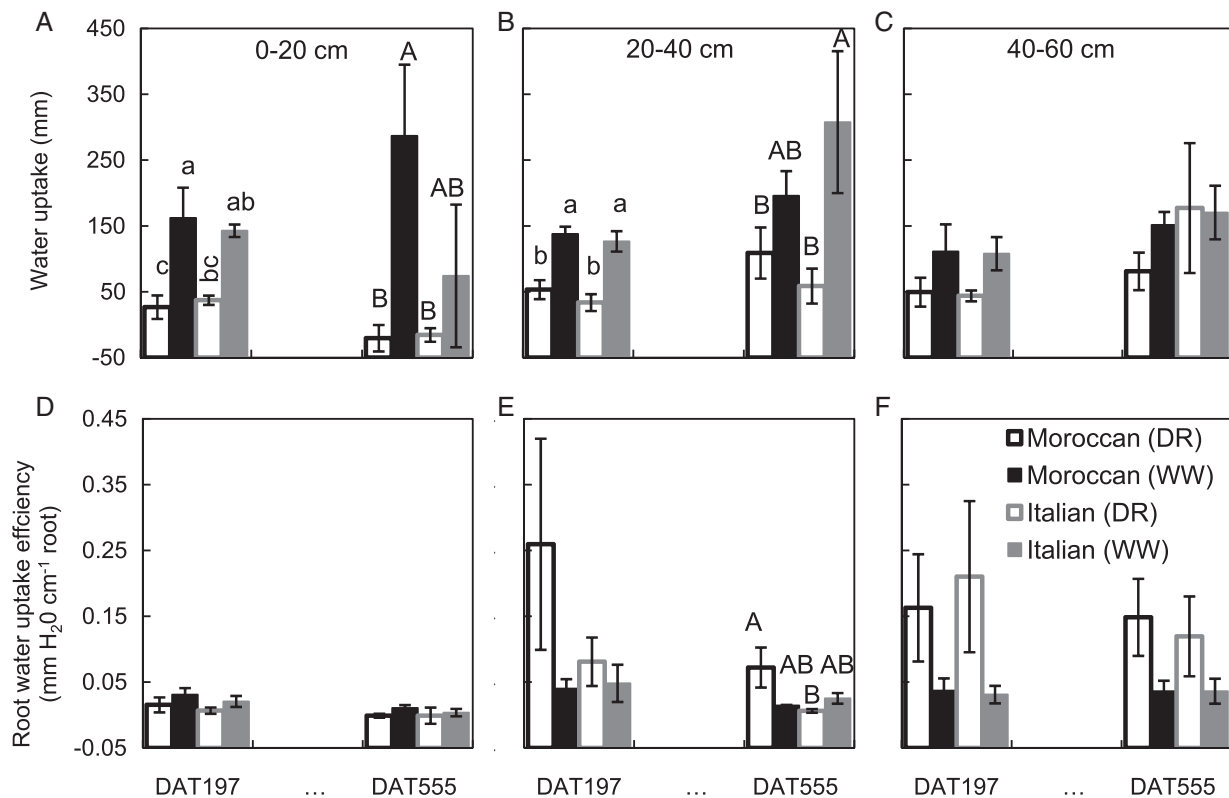 A
B
C
0-20 cm
20-40 cm
40-60 cm
Water uptake (mm)
450
350
250
150
50
-50
c
a
bc
ab
B
A
B
AB
b
a
b
a
B
AB
B
A
D
E
F
Root water uptake effciency
(mm H₂0 cm⁻¹ root)
0.45
0.35
0.25
0.15
0.05
-0.05
A
AB
B
AB
Moroccan (DR)
Moroccan (WW)
Italian (DR)
Italian (WW)
DAT197 ... DAT555
DAT197 ... DAT555
DAT197 ... DAT555